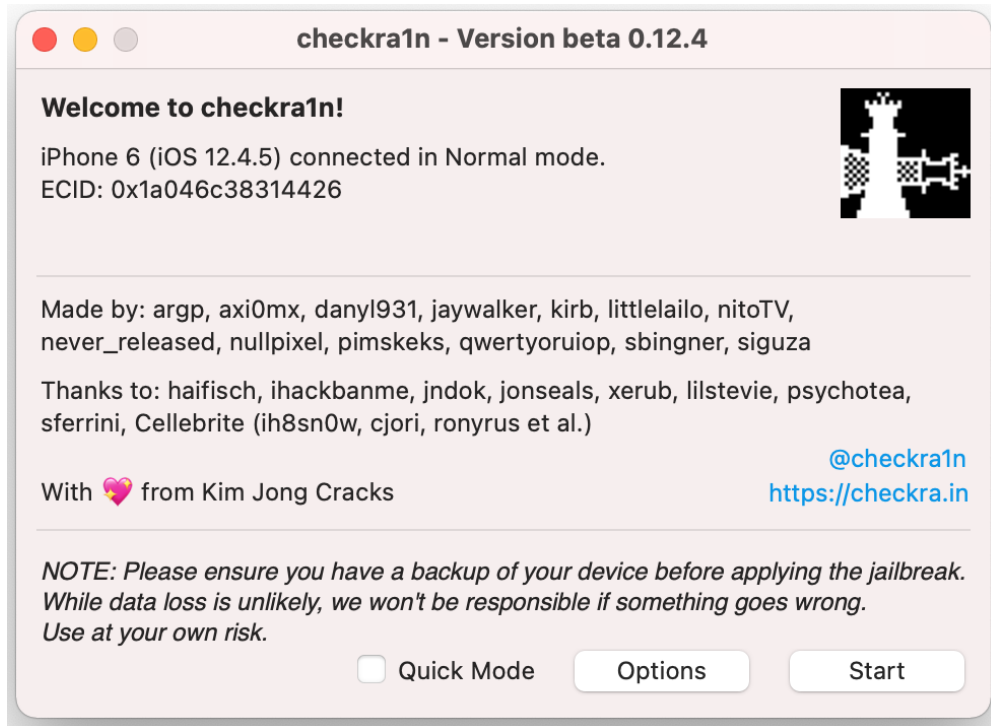 checkra1n - Version beta 0.12.4
Welcome to checkra1n!
iPhone 6 (iOS 12.4.5) connected in Normal mode.
ECID: 0x1a046c38314426
Made by: argp, axi0mx, danyl931, jaywalker, kirb, littlelailo, nitoTV,
never_released, nullpixel, pimskeks, qwertyoruiop, sbingner, siguza
Thanks to: haifisch, ihackbanme, jndok, jonseals, xerub, lilstevie, psychotea,
sferrini, Cellebrite (ih8sn0w, cjori, ronyrus et al.)
@checkra1n
With 💖 from Kim Jong Cracks
https://checkra.in
NOTE: Please ensure you have a backup of your device before applying the jailbreak.
While data loss is unlikely, we won't be responsible if something goes wrong.
Use at your own risk.
Quick Mode
Options
Start